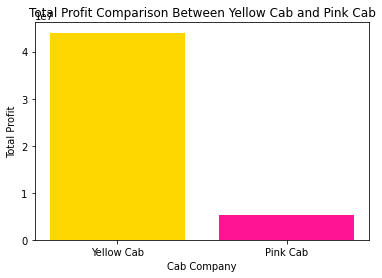 Total Profit Comparison Between Yellow Cab and Pink Cab
1e7
4
3
2
1
0
Total Profit
Yellow Cab
Pink Cab
Cab Company